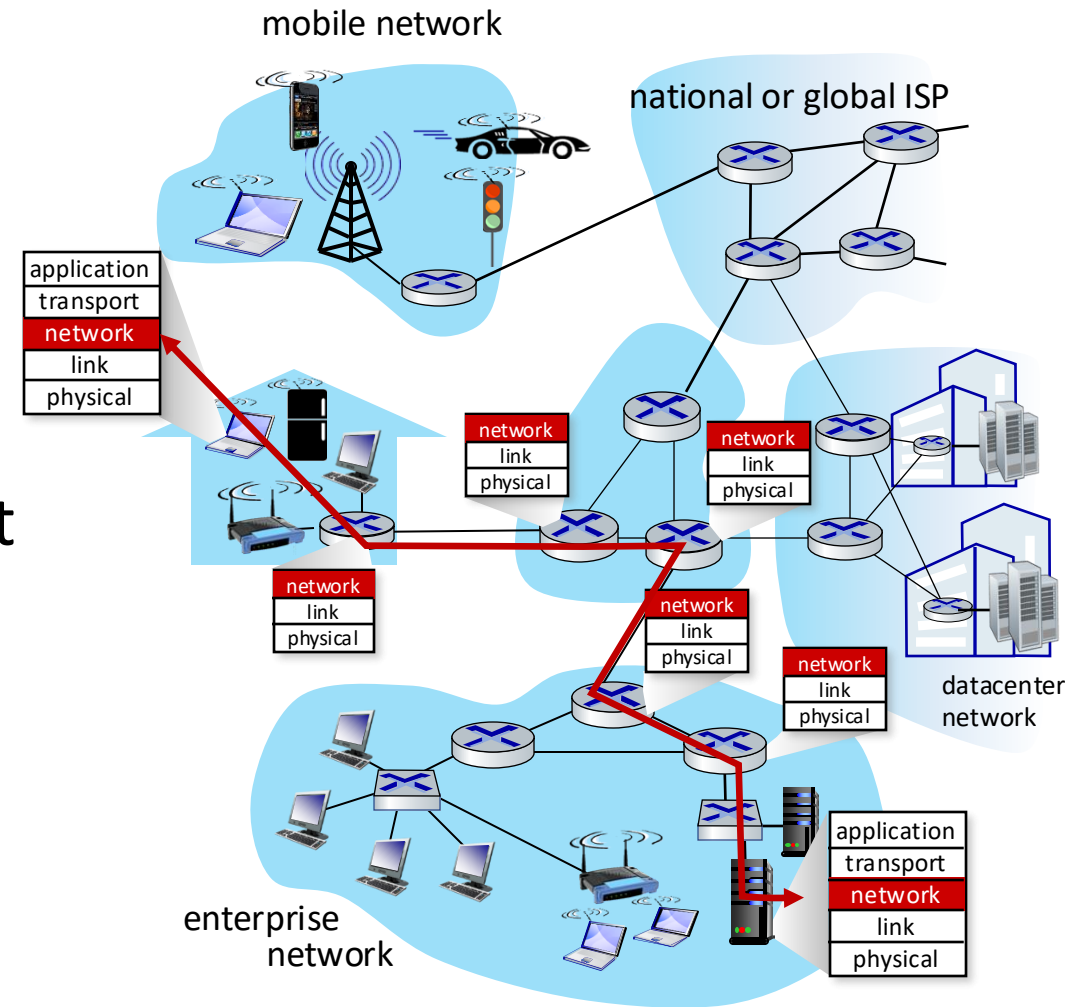 mobile network
national or global ISP
application
transport
network
link
physical
network
link
physical
network
link
physical
t
network
link
physical
network
link
physical
network
link
physical
datacenter
network
application
transport
network
link
physical
enterprise
network